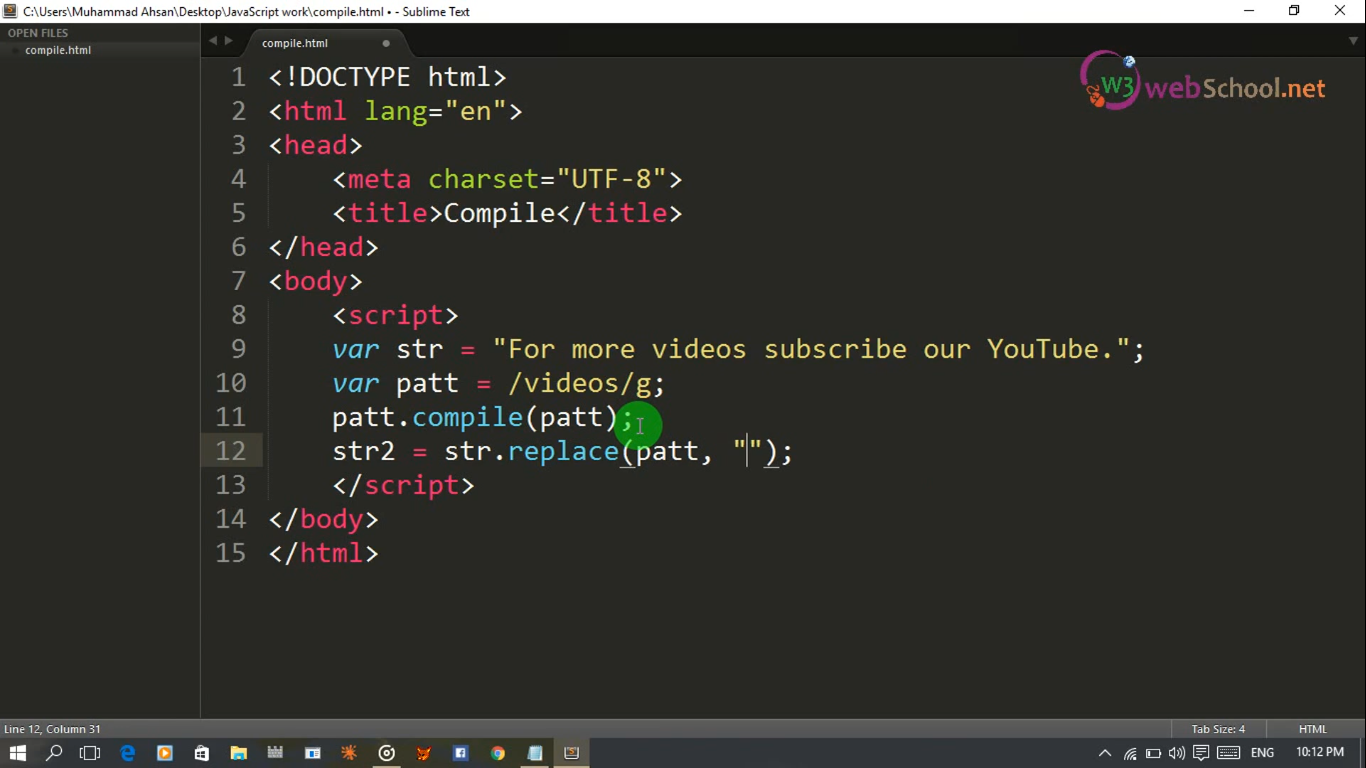 C:\Users\Muhammad Ahsan\Desktop\JavaScript work\compile.html • - Sublime Text
OPEN FILES
compile.html
compile.html
W3 webSchool.net
1 <!DOCTYPE html>
2 <html lang="en">
3 <head>
4 <meta charset="UTF-8">
5 <title>Compile</title>
6 </head>
7 <body>
8 <script>
9 var str = "For more videos subscribe our YouTube.";
10 var patt = /videos/g;
11 patt.compile(patt);
12 str2 = str.replace(patt, "");
13 </script>
14 </body>
15 </html>
Line 12, Column 31
Tab Size: 4
HTML
ENG
10:12 PM